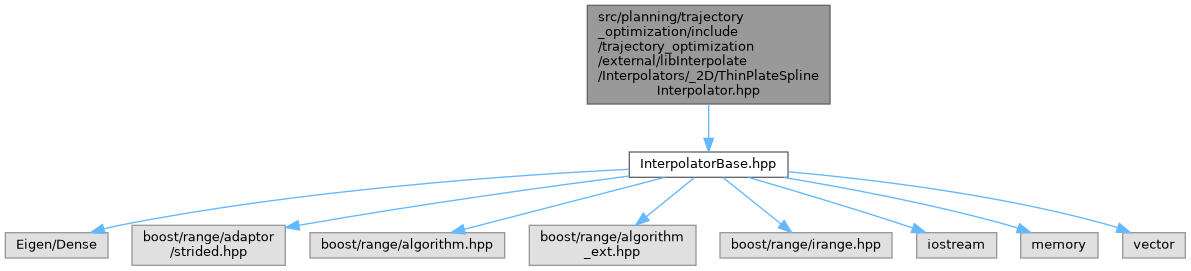 src/planning/trajectory
_optimization/include
/trajectory_optimization
/external/libInterpolate
/Interpolators/_2D/ThinPlateSpline
Interpolator.hpp
InterpolatorBase.hpp
Eigen/Dense
boost/range/adaptor
/strided.hpp
boost/range/algorithm.hpp
boost/range/algorithm
_ext.hpp
boost/range/irange.hpp
iostream
memory
vector